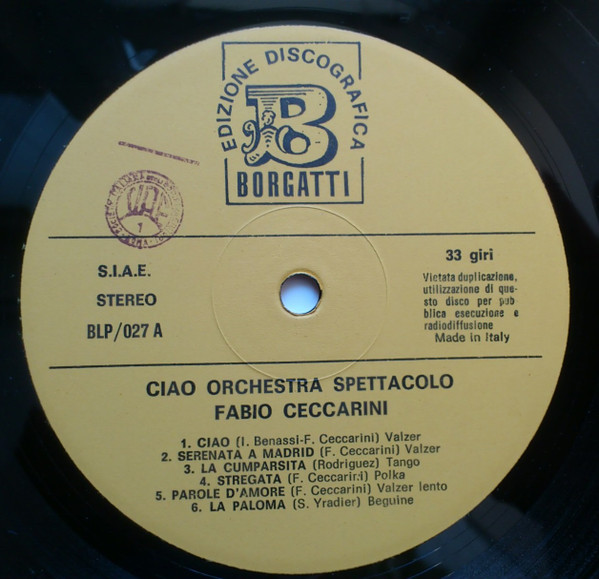 EDIZIONE DISCOGRAFICA
B
BORGATTI
S.I.A.E.
STEREO
BLP/027 A
33 giri
Vietata duplicazione,
utilizzazione di que-
sto disco per pub
blica esecuzione e
radiodiffusione
Made in Italy
CIAO ORCHESTRA SPETTACOLO
FABIO CECCARINI
1. CIAO (I. Benassi-F. Ceccarini) Valzer
2. SERENATA A MADRID (F. Ceccarini) Valzer
3. LA CUMPARSITA (Rodriguez) Tango
4. STREGATA (F. Ceccarini) Polka
5. PAROLE D'AMORE (F. Ceccarini) Valzer lento
6. LA PALOMA (S. Yradier) Beguine